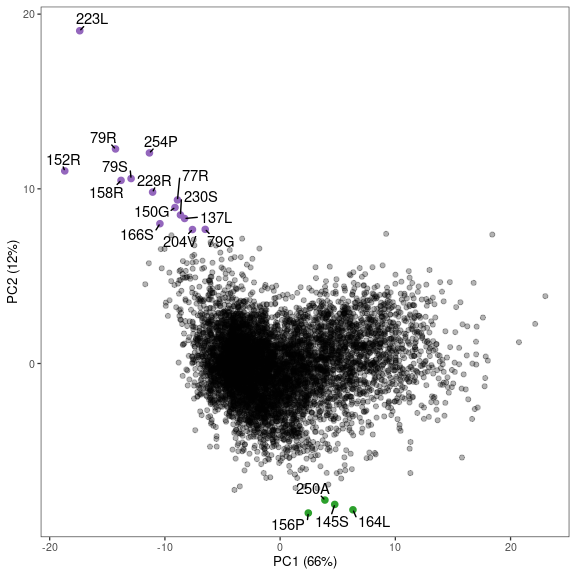 20
223L
79R
254P
152R
79S
228R
77R
158R
230S
10
150G
137L
166S
204V
79G
PC2 (12%)
0
250A
156P
145S
164L
-20
-10
0
10
20
PC1 (66%)